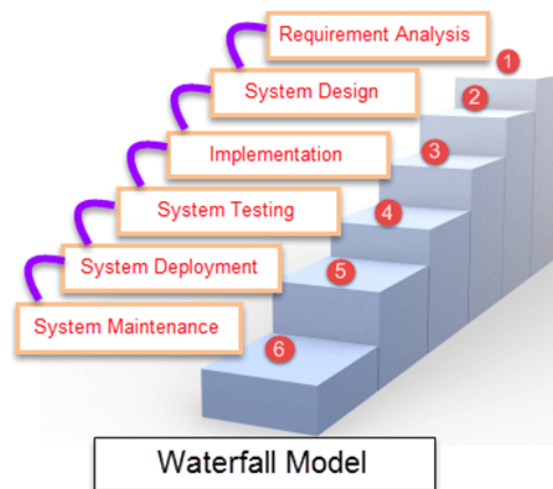 Requirement Analysis
1
System Design
2
Implementation
3
System Testing
4
System Deployment
5
System Maintenance
6
Waterfall Model